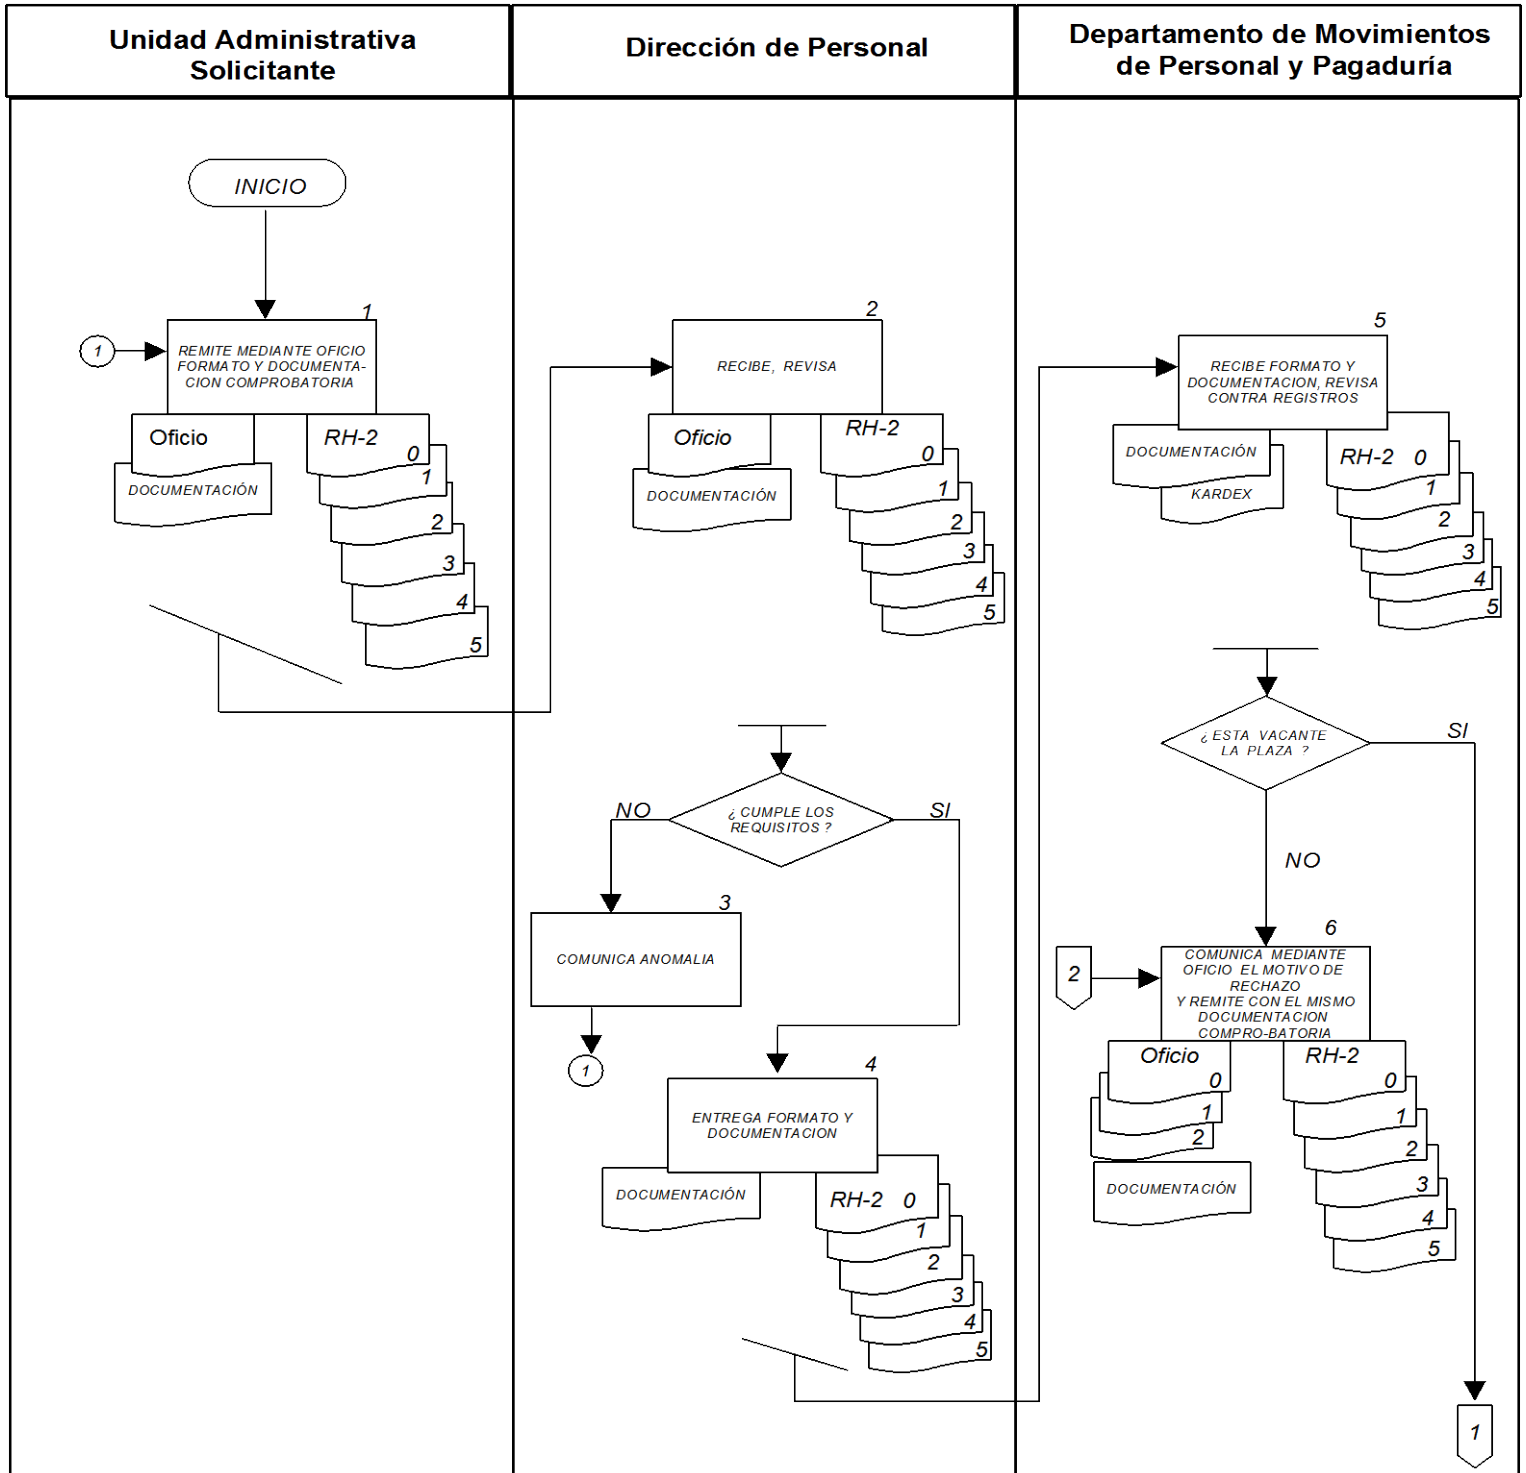 Unidad Administrativa
Solicitante
Dirección de Personal
Departamento de Movimientos
de Personal y Pagaduría
INICIO
1
1
REMITE MEDIANTE OFICIO
FORMATO Y DOCUMENTA-
CION COMPROBATORIA
Oficio
RH-2
0
DOCUMENTACIÓN
1
2
3
4
5
2
RECIBE, REVISA
Oficio
RH-2
0
DOCUMENTACIÓN
1
2
3
4
5
¿ CUMPLE LOS
REQUISITOS ?
NO
SI
3
COMUNICA ANOMALIA
1
4
ENTREGA FORMATO Y
DOCUMENTACION
DOCUMENTACIÓN
RH-2 0
1
2
3
4
5
5
RECIBE FORMATO Y
DOCUMENTACION, REVISA
CONTRA REGISTROS
DOCUMENTACIÓN
KARDEX
RH-2 0
1
2
3
4
5
¿ ESTA VACANTE
LA PLAZA ?
SI
NO
6
2
COMUNICA MEDIANTE
OFICIO EL MOTIVO DE
RECHAZO
Y REMITE CON EL MISMO
DOCUMENTACION
COMPRO-BATORIA
Oficio
0
1
2
DOCUMENTACIÓN
RH-2
0
1
2
3
4
5
1